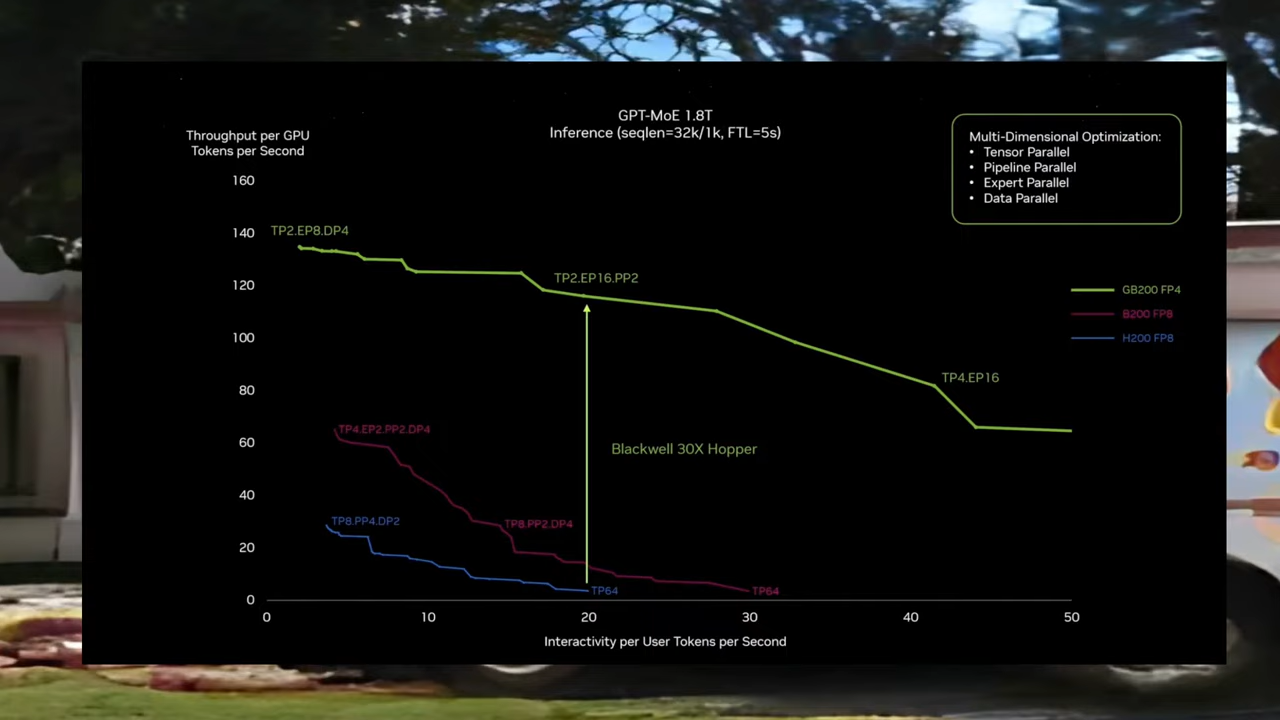 GPT-MoE 1.8T
Inference (seqlen=32k/1k, FTL=5s)
Throughput per GPU
Tokens per Second
Multi-Dimensional Optimization:
• Tensor Parallel
• Pipeline Parallel
• Expert Parallel
• Data Parallel
160
140
120
100
80
60
40
20
0
TP2.EP8.DP4
TP2.EP16.PP2
TP4.EP16
GB200 FP4
B200 FP8
H200 FP8
TP4.EP2.PP2.DP4
Blackwell 30X Hopper
TP8.PP4.DP2
TP8.PP2.DP4
TP64
TP64
0
10
20
30
40
50
Interactivity per User Tokens per Second